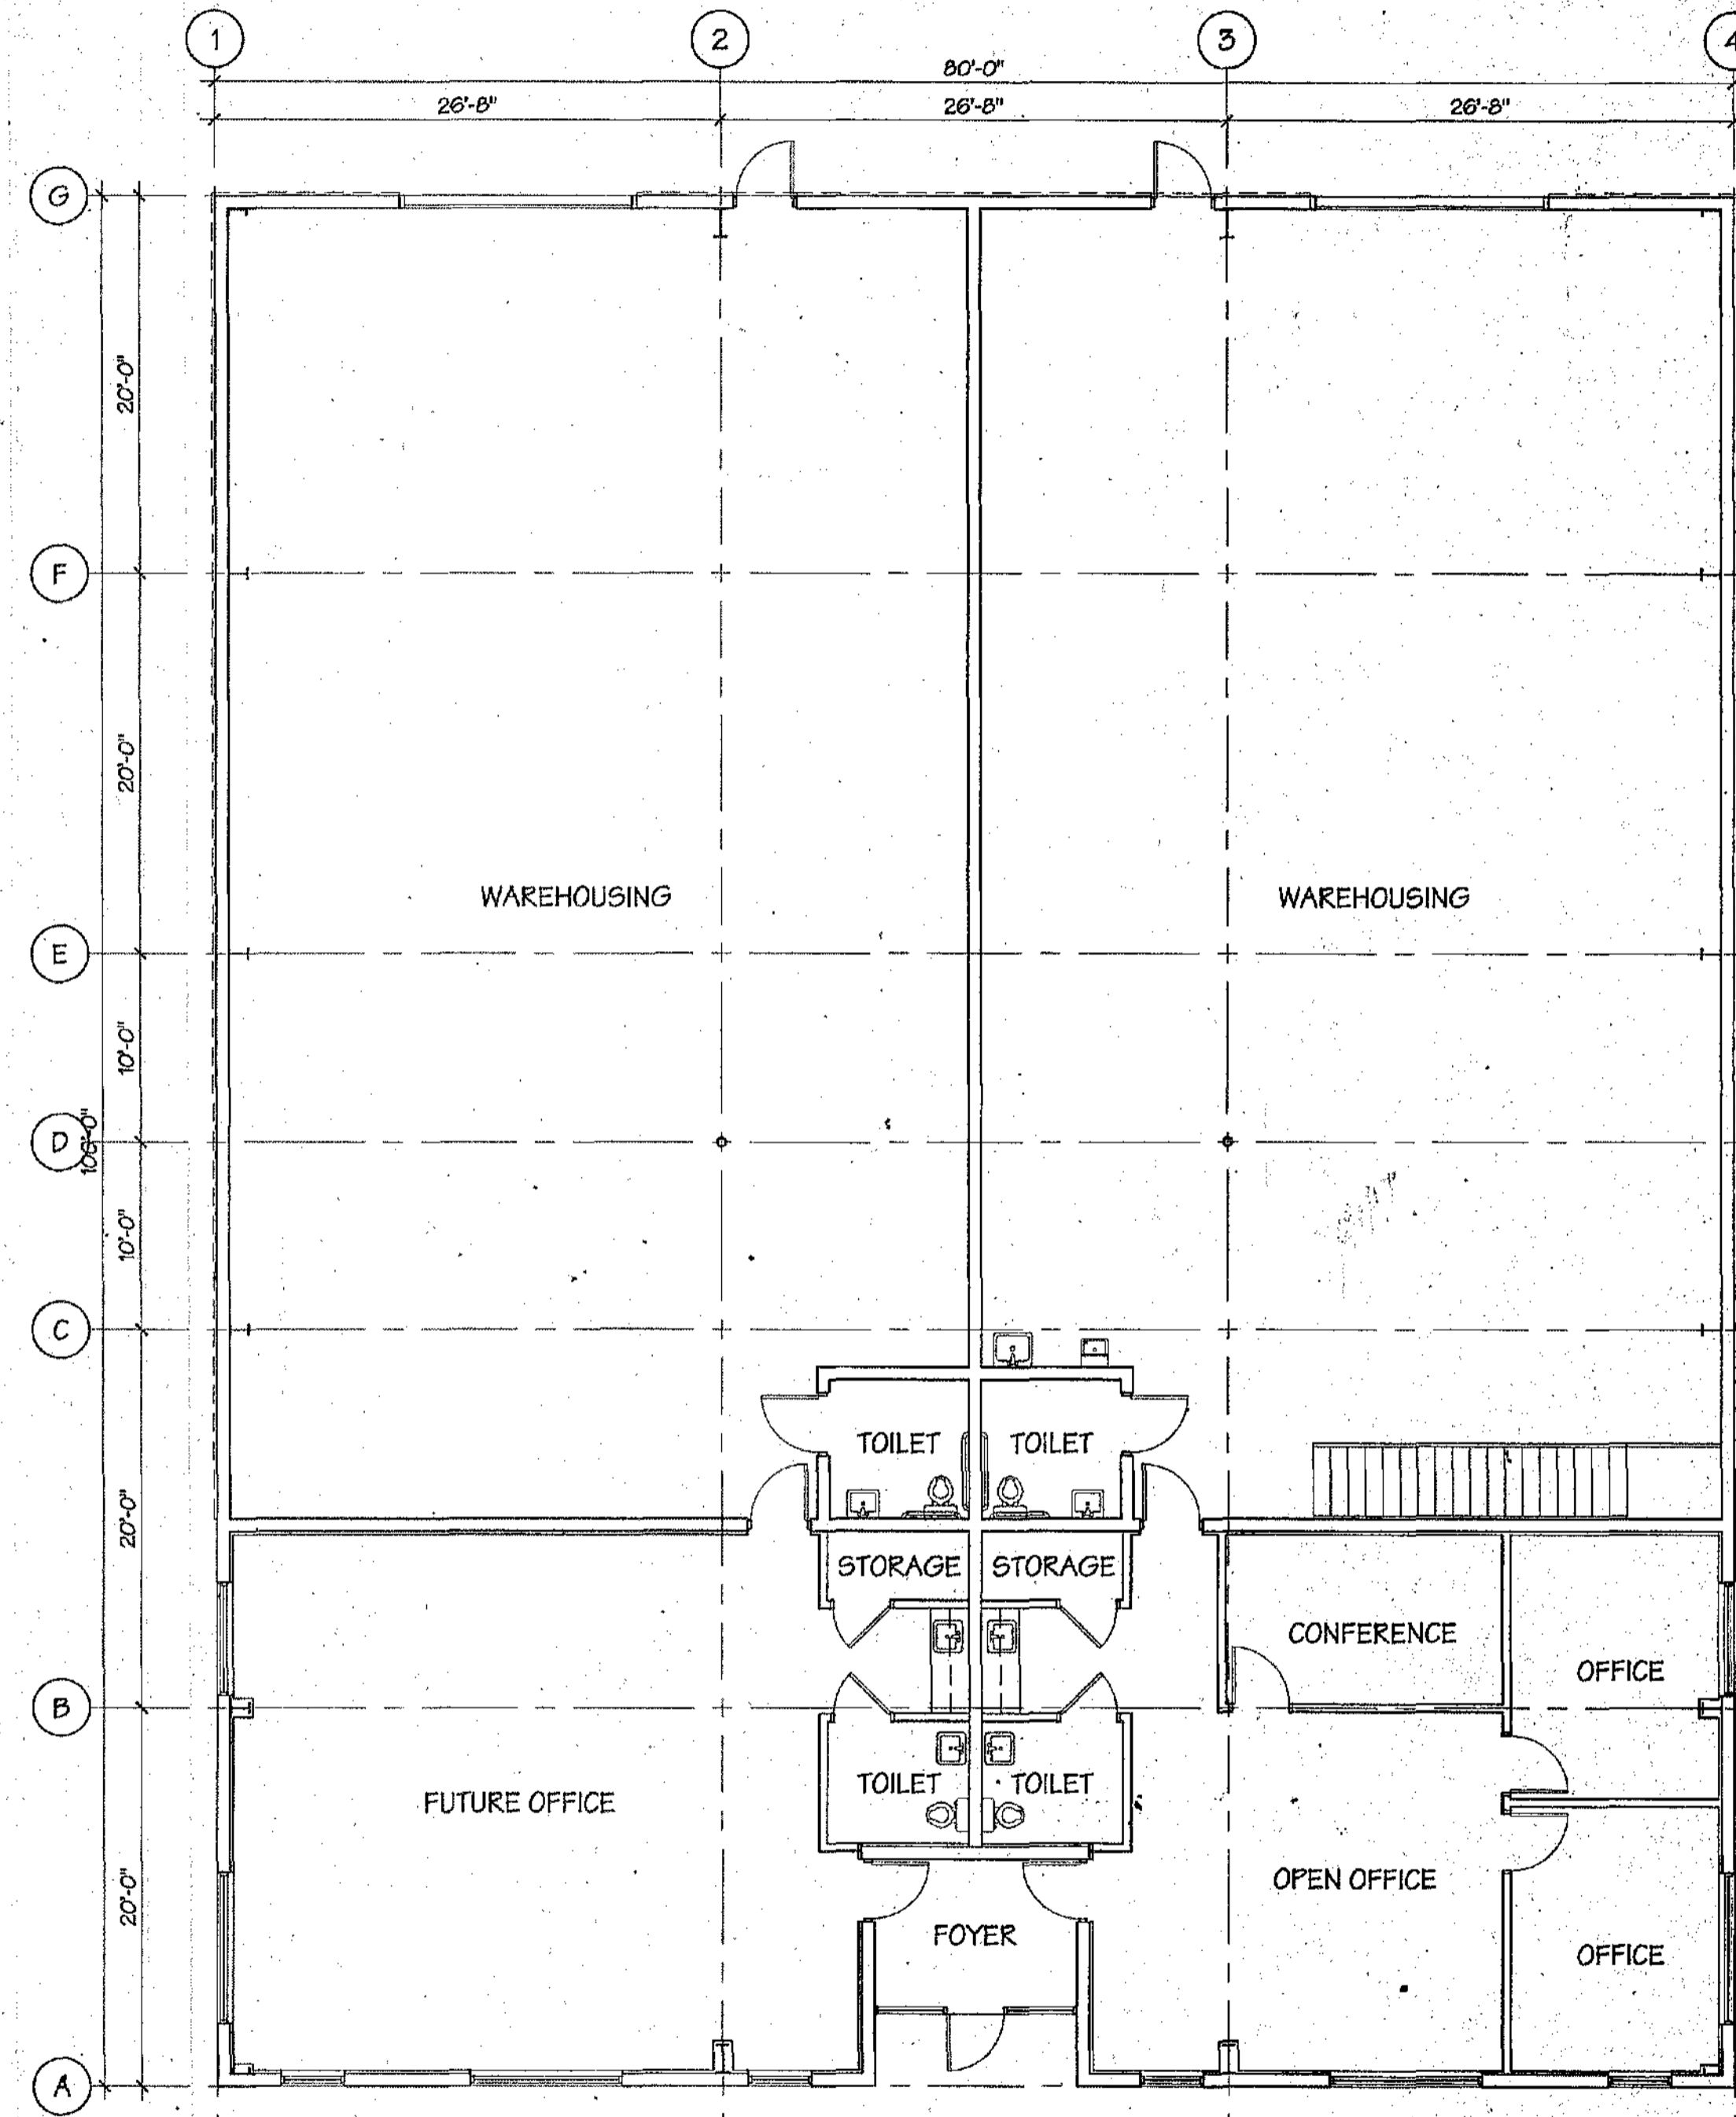 1 2 3 4
80'-0"
26'-8" 26'-8" 26'-8"
G
20'-0"
F
20'-0"
WAREHOUSING WAREHOUSING
E
10'-0"
D
100'-0"
10'-0"
C
TOILET TOILET
20'-0"
STORAGE STORAGE
CONFERENCE
OFFICE
B
TOILET TOILET
FUTURE OFFICE
OPEN OFFICE
20'-0"
FOYER
OFFICE
A